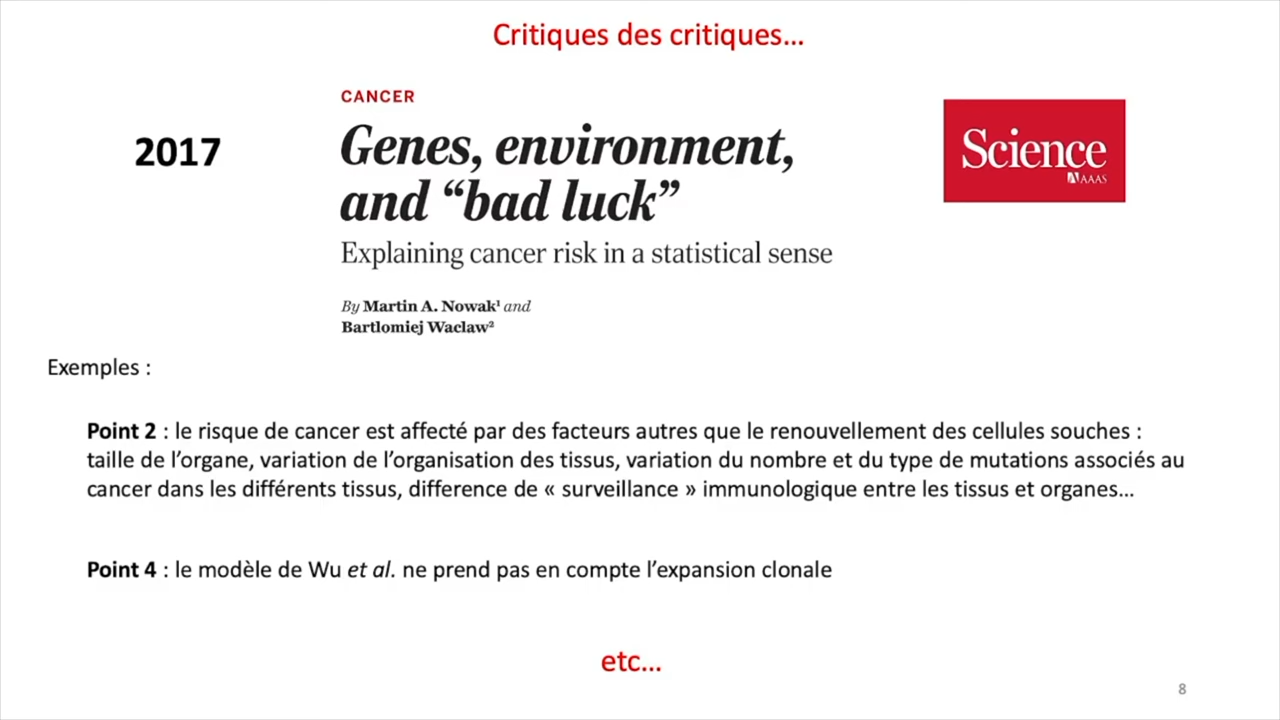 Critiques des critiques...
CANCER
2017
Genes, environment,
and “bad luck”
Explaining cancer risk in a statistical sense
By Martin A. Nowak¹ and
Bartlomiej Waclaw²
Science
AAAS
Exemples :
Point 2 : le risque de cancer est affecté par des facteurs autres que le renouvellement des cellules souches :
taille de l’organe, variation de l’organisation des tissus, variation du nombre et du type de mutations associés au
cancer dans les différents tissus, difference de « surveillance » immunologique entre les tissus et organes...
Point 4 : le modèle de Wu et al. ne prend pas en compte l’expansion clonale
etc...
8